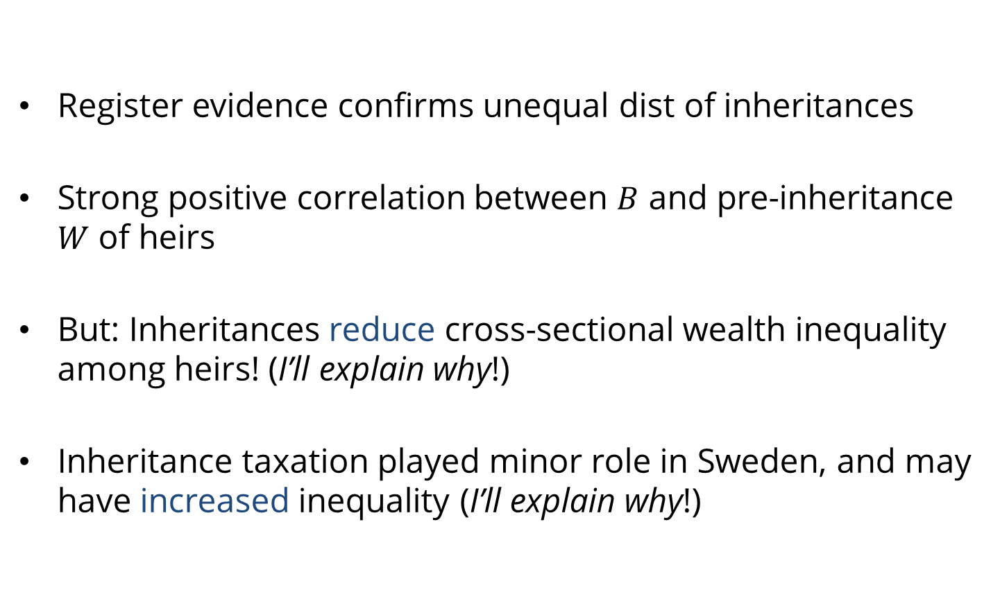 • Register evidence confirms unequal dist of inheritances
• Strong positive correlation between B and pre-inheritance
W of heirs
• But: Inheritances reduce cross-sectional wealth inequality
among heirs! (I’ll explain why!)
• Inheritance taxation played minor role in Sweden, and may
have increased inequality (I’ll explain why!)